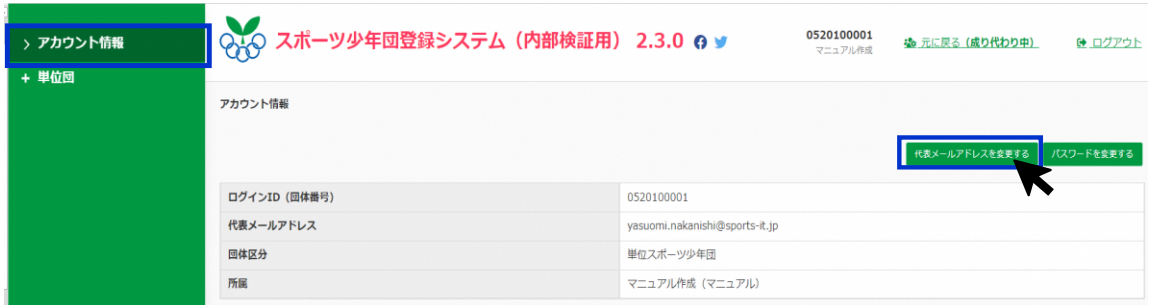 > アカウント情報
+ 単位団
スポーツ少年団登録システム（内部検証用） 2.3.0
0520100001
マニュアル作成
元に戻る（成り代わり中）
ログアウト
アカウント情報
代表メールアドレスを変更する パスワードを変更する
ログインID（団体番号） 0520100001
代表メールアドレス yasuomi.nakanishi@sports-it.jp
団体区分 単位スポーツ少年団
所属 マニュアル作成（マニュアル）